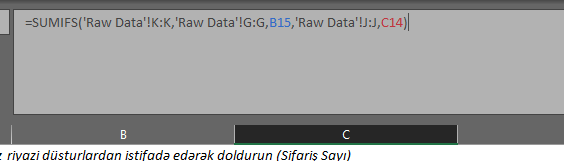 =SUMIFS('Raw Data'!K:K,'Raw Data'!G:G,B15,'Raw Data'!J:J,C14)
B C
riyazi düsturlardan istifadə edərək doldurun (Sifariş Sayı)